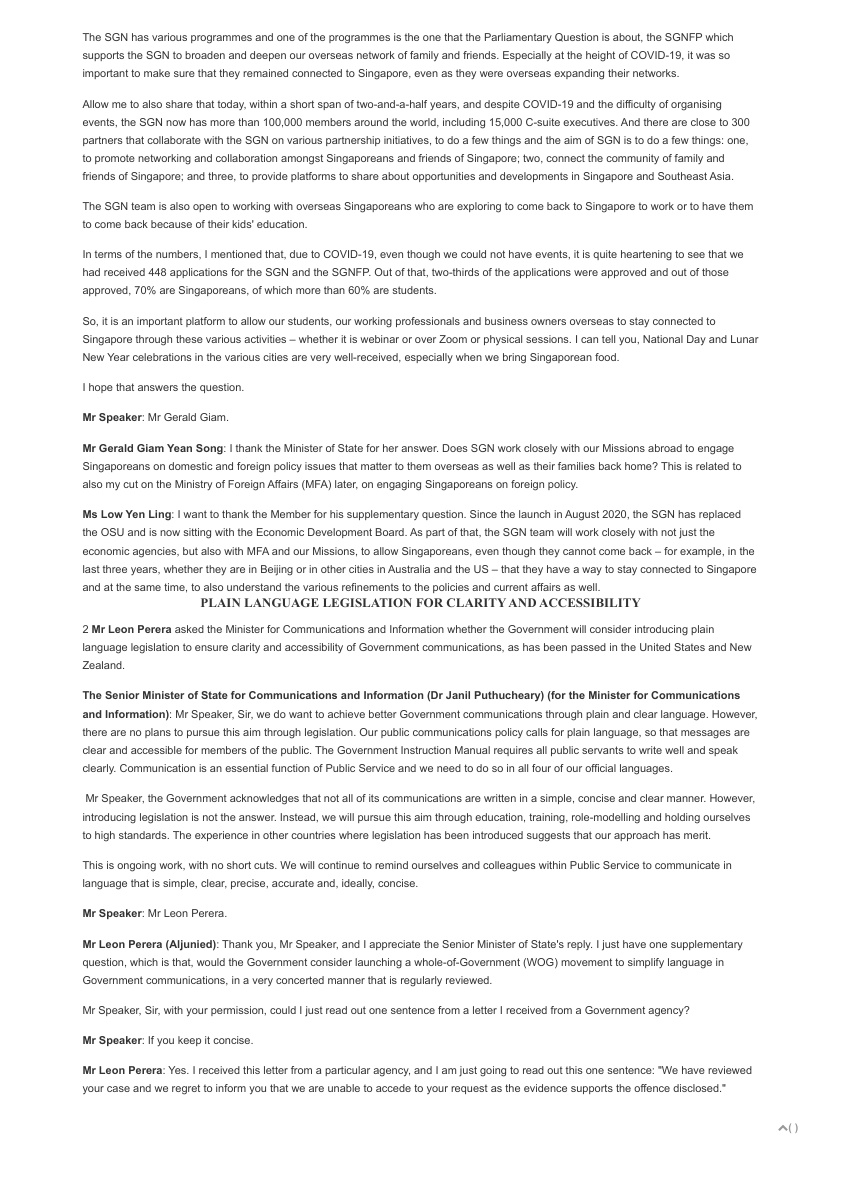 The SGN has various programmes and one of the programmes is the one that the Parliamentary Question is about, the SGNFP which
supports the SGN to broaden and deepen our overseas network of family and friends. Especially at the height of COVID-19, it was so
important to make sure that they remained connected to Singapore, even as they were overseas expanding their networks.
Allow me to also share that today, within a short span of two-and-a-half years, and despite COVID-19 and the difficulty of organising
events, the SGN now has more than 100,000 members around the world, including 15,000 C-suite executives. And there are close to 300
partners that collaborate with the SGN on various partnership initiatives, to do a few things and the aim of SGN is to do a few things: one,
to promote networking and collaboration amongst Singaporeans and friends of Singapore; two, connect the community of family and
friends of Singapore; and three, to provide platforms to share about opportunities and developments in Singapore and Southeast Asia.
The SGN team is also open to working with overseas Singaporeans who are exploring to come back to Singapore to work or to have them
to come back because of their kids' education.
In terms of the numbers, I mentioned that, due to COVID-19, even though we could not have events, it is quite heartening to see that we
had received 448 applications for the SGN and the SGNFP. Out of that, two-thirds of the applications were approved and out of those
approved, 70% are Singaporeans, of which more than 60% are students.
So, it is an important platform to allow our students, our working professionals and business owners overseas to stay connected to
Singapore through these various activities – whether it is webinar or over Zoom or physical sessions. I can tell you, National Day and Lunar
New Year celebrations in the various cities are very well-received, especially when we bring Singaporean food.
I hope that answers the question.
Mr Speaker: Mr Gerald Giam.
Mr Gerald Giam Yean Song: I thank the Minister of State for her answer. Does SGN work closely with our Missions abroad to engage
Singaporeans on domestic and foreign policy issues that matter to them overseas as well as their families back home? This is related to
also my cut on the Ministry of Foreign Affairs (MFA) later, on engaging Singaporeans on foreign policy.
Ms Low Yen Ling: I want to thank the Member for his supplementary question. Since the launch in August 2020, the SGN has replaced
the OSU and is now sitting with the Economic Development Board. As part of that, the SGN team will work closely with not just the
economic agencies, but also with MFA and our Missions, to allow Singaporeans, even though they cannot come back – for example, in the
last three years, whether they are in Beijing or in other cities in Australia and the US – that they have a way to stay connected to Singapore
and at the same time, to also understand the various refinements to the policies and current affairs as well.
PLAIN LANGUAGE LEGISLATION FOR CLARITY AND ACCESSIBILITY
2 Mr Leon Perera asked the Minister for Communications and Information whether the Government will consider introducing plain
language legislation to ensure clarity and accessibility of Government communications, as has been passed in the United States and New
Zealand.
The Senior Minister of State for Communications and Information (Dr Janil Puthucheary) (for the Minister for Communications
and Information): Mr Speaker, Sir, we do want to achieve better Government communications through plain and clear language. However,
there are no plans to pursue this aim through legislation. Our public communications policy calls for plain language, so that messages are
clear and accessible for members of the public. The Government Instruction Manual requires all public servants to write well and speak
clearly. Communication is an essential function of Public Service and we need to do so in all four of our official languages.
Mr Speaker, the Government acknowledges that not all of its communications are written in a simple, concise and clear manner. However,
introducing legislation is not the answer. Instead, we will pursue this aim through education, training, role-modelling and holding ourselves
to high standards. The experience in other countries where legislation has been introduced suggests that our approach has merit.
This is ongoing work, with no short cuts. We will continue to remind ourselves and colleagues within Public Service to communicate in
language that is simple, clear, precise, accurate and, ideally, concise.
Mr Speaker: Mr Leon Perera.
Mr Leon Perera (Aljunied): Thank you, Mr Speaker, and I appreciate the Senior Minister of State's reply. I just have one supplementary
question, which is that, would the Government consider launching a whole-of-Government (WOG) movement to simplify language in
Government communications, in a very concerted manner that is regularly reviewed.
Mr Speaker, Sir, with your permission, could I just read out one sentence from a letter I received from a Government agency?
Mr Speaker: If you keep it concise.
Mr Leon Perera: Yes. I received this letter from a particular agency, and I am just going to read out this one sentence: "We have reviewed
your case and we regret to inform you that we are unable to accede to your request as the evidence supports the offence disclosed."
( )